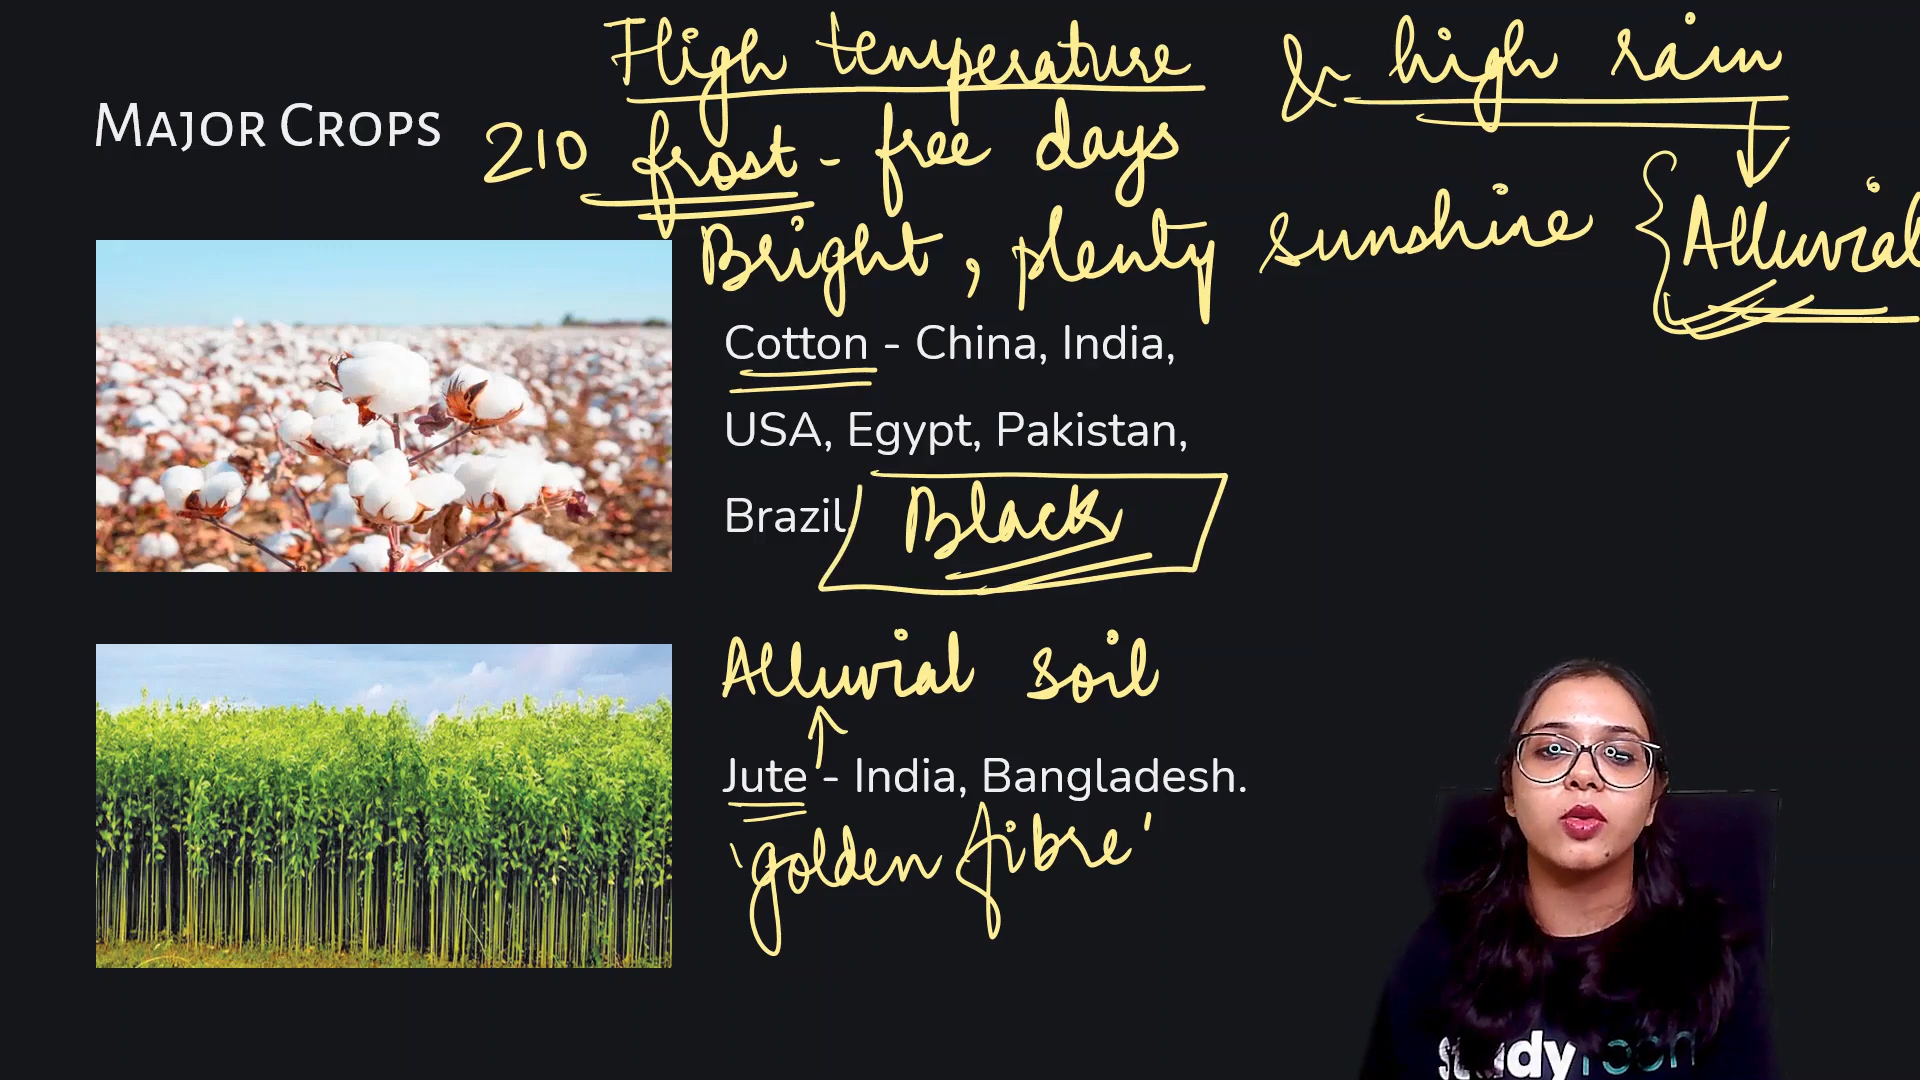 High temperature & high rain
MAJOR CROPS
210 frost-free days
Bright, plenty sunshine { Alluvial
Cotton - China, India,
USA, Egypt, Pakistan,
Brazil
Black
Alluvial soil
Jute - India, Bangladesh.
'golden fibre'
studyroom